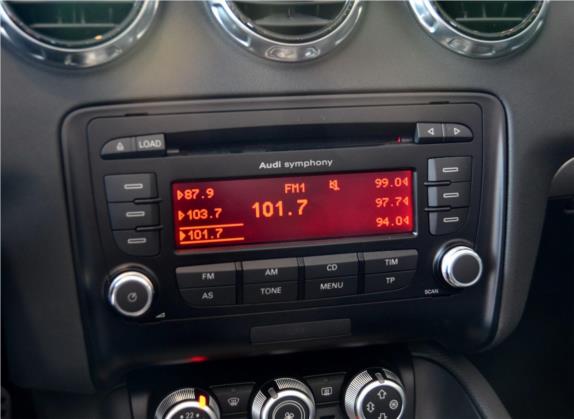 LOAD
Audi symphony
87.9 FM1 99.0
103.7 101.7 97.7
101.7 94.0
FM AM CD TIM
AS TONE MENU TP
SCAN
22